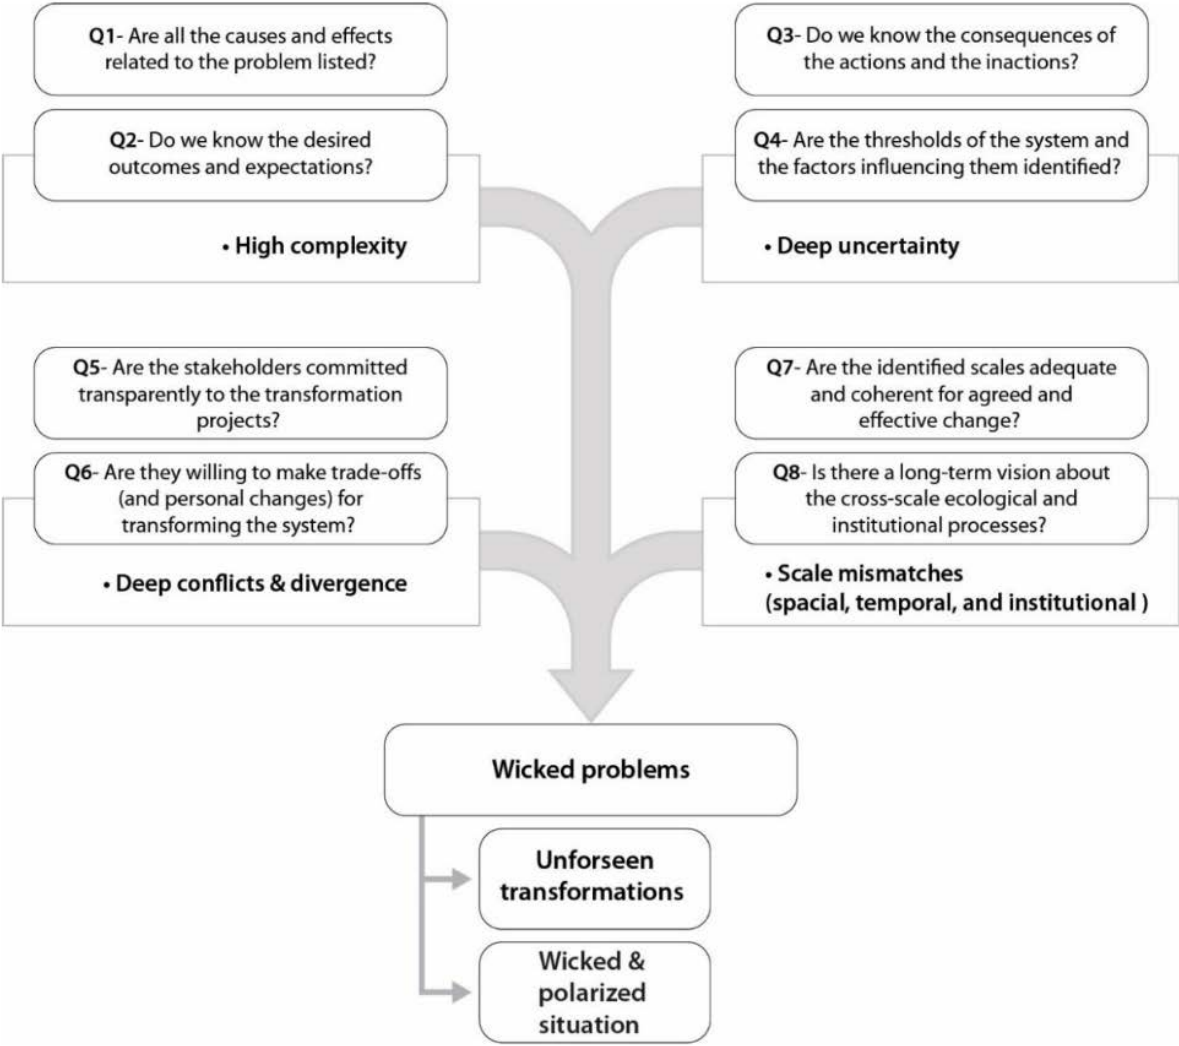 Q1- Are all the causes and effects
related to the problem listed?
Q2- Do we know the desired
outcomes and expectations?
• High complexity
Q3- Do we know the consequences of
the actions and the inactions?
Q4- Are the thresholds of the system and
the factors influencing them identified?
• Deep uncertainty
Q5- Are the stakeholders committed
transparently to the transformation
projects?
Q6- Are they willing to make trade-offs
(and personal changes) for
transforming the system?
• Deep conflicts & divergence
Q7- Are the identified scales adequate
and coherent for agreed and
effective change?
Q8- Is there a long-term vision about
the cross-scale ecological and
institutional processes?
• Scale mismatches
(spacial, temporal, and institutional )
Wicked problems
Unforseen
transformations
Wicked &
polarized
situation